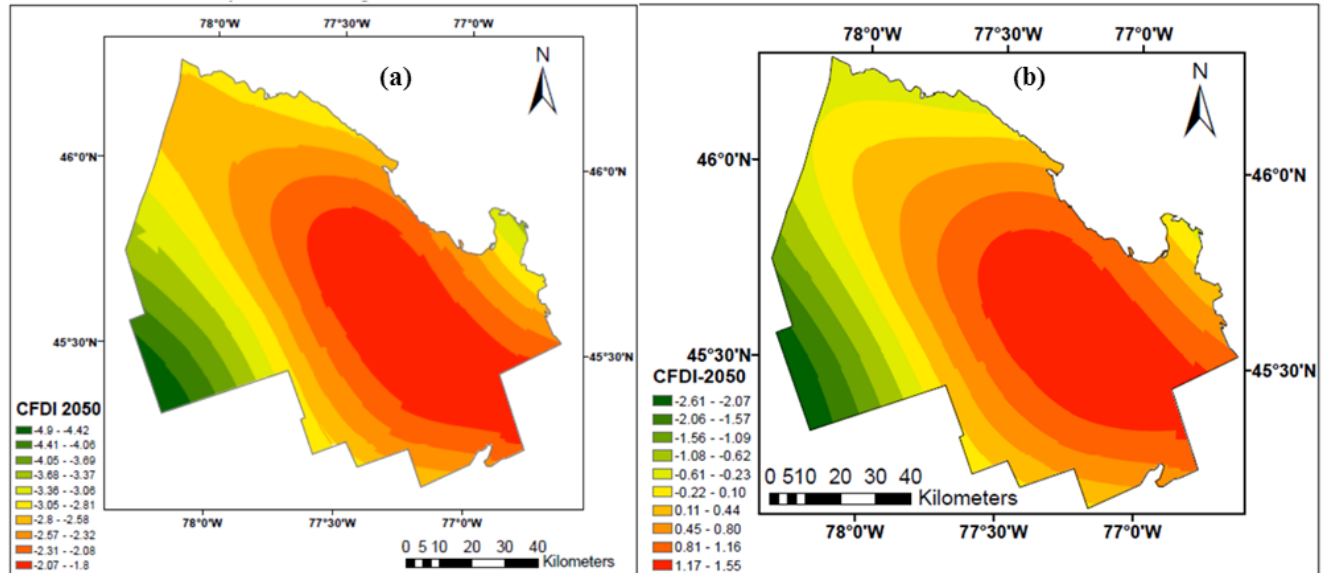 78°0'W 77°30'W 77°0'W
(a)
N
46°0'N
46°0'N
45°30'N
45°30'N
CFDI 2050
-4.9 - -4.42
-4.41 - -4.06
-4.05 - -3.69
-3.68 - -3.37
-3.36 - -3.06
-3.05 - -2.81
-2.8 - -2.58
-2.57 - -2.32
-2.31 - -2.08
-2.07 - -1.8
0 5 10 20 30 40
Kilometers
78°0'W 77°30'W 77°0'W
78°0'W 77°30'W 77°0'W
(b)
N
46°0'N
46°0'N
45°30'N
45°30'N
CFDI-2050
-2.61 - -2.07
-2.06 - -1.57
-1.56 - -1.09
-1.08 - -0.62
-0.61 - -0.23
-0.22 - 0.10
0.11 - 0.44
0.45 - 0.80
0.81 - 1.16
1.17 - 1.55
0 510 20 30 40
Kilometers
78°0'W 77°30'W 77°0'W